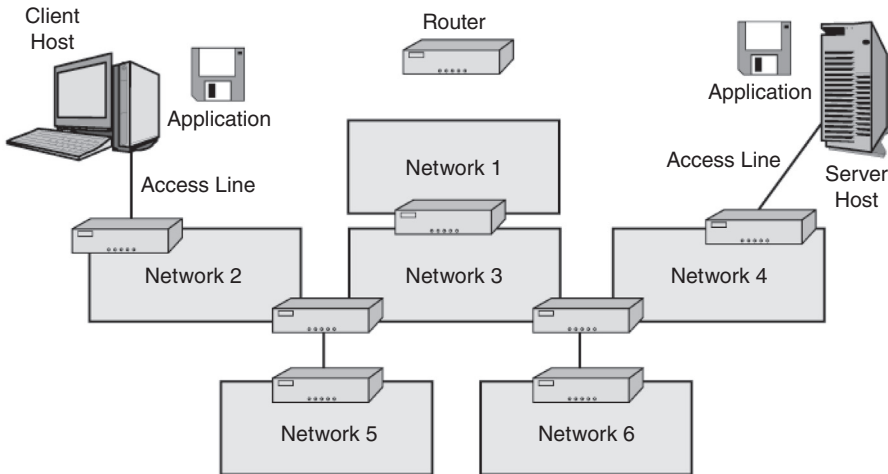 Client
Host
Application
Router
Application
Access Line
Network 1
Access Line
Server
Host
Network 2
Network 3
Network 4
Network 5
Network 6